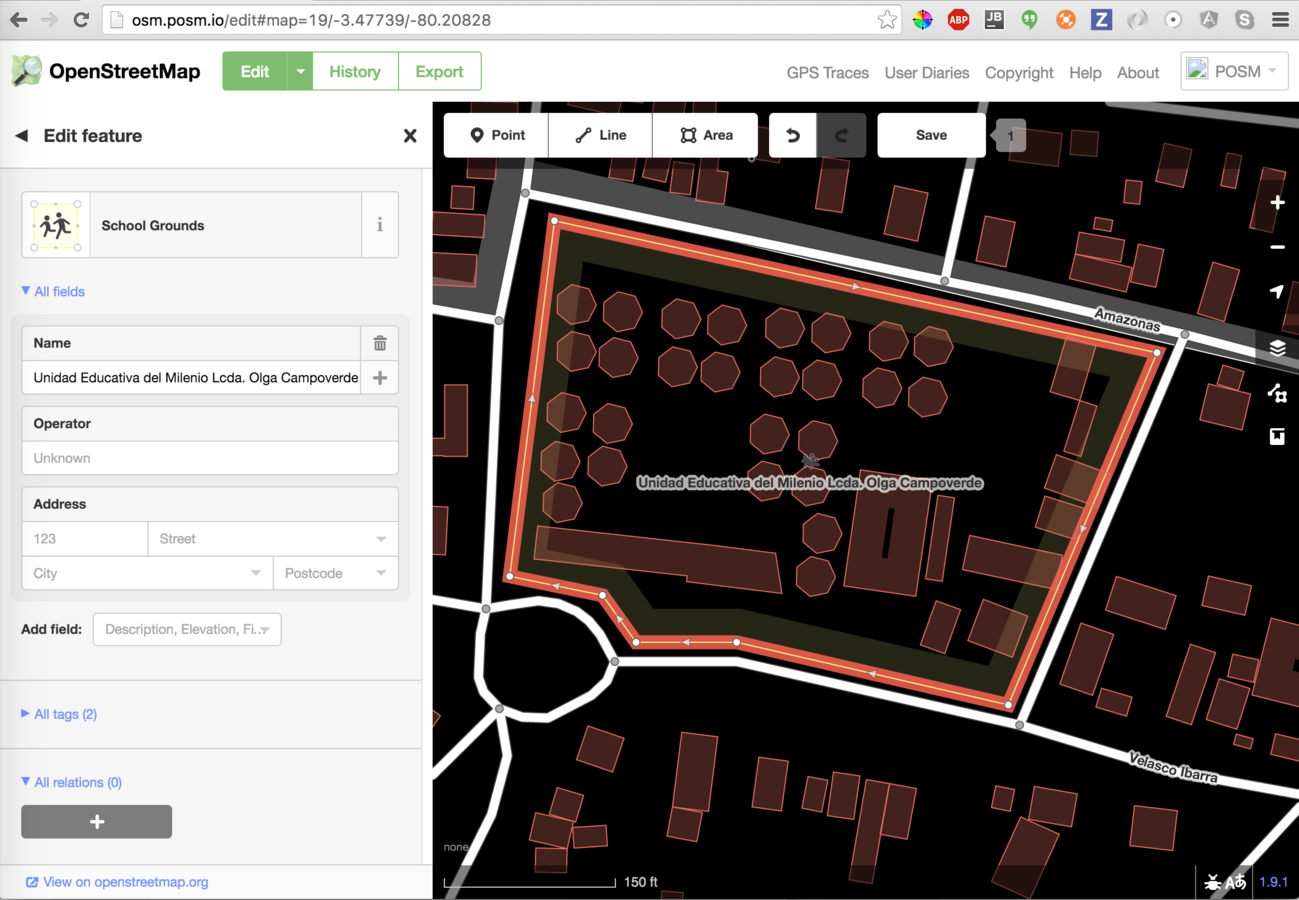 osm.posm.io/edit#map=19/-3.47739/-80.20828
ABP
JB
Z
A
S
OpenStreetMap
Edit
History
Export
GPS Traces
User Diaries
Copyright
Help
About
POSM
Edit feature
Point
Line
Area
Save
1
School Grounds
i
All fields
Name
Unidad Educativa del Milenio Lcda. Olga Campoverde
Operator
Unknown
Address
123
Street
City
Postcode
Add field:
Description, Elevation, Fi...
All tags (2)
All relations (0)
+
View on openstreetmap.org
Amazonas
Unidad Educativa del Milenio Lcda. Olga Campoverde
Velasco Ibarra
none
150 ft
Aあ
1.9.1